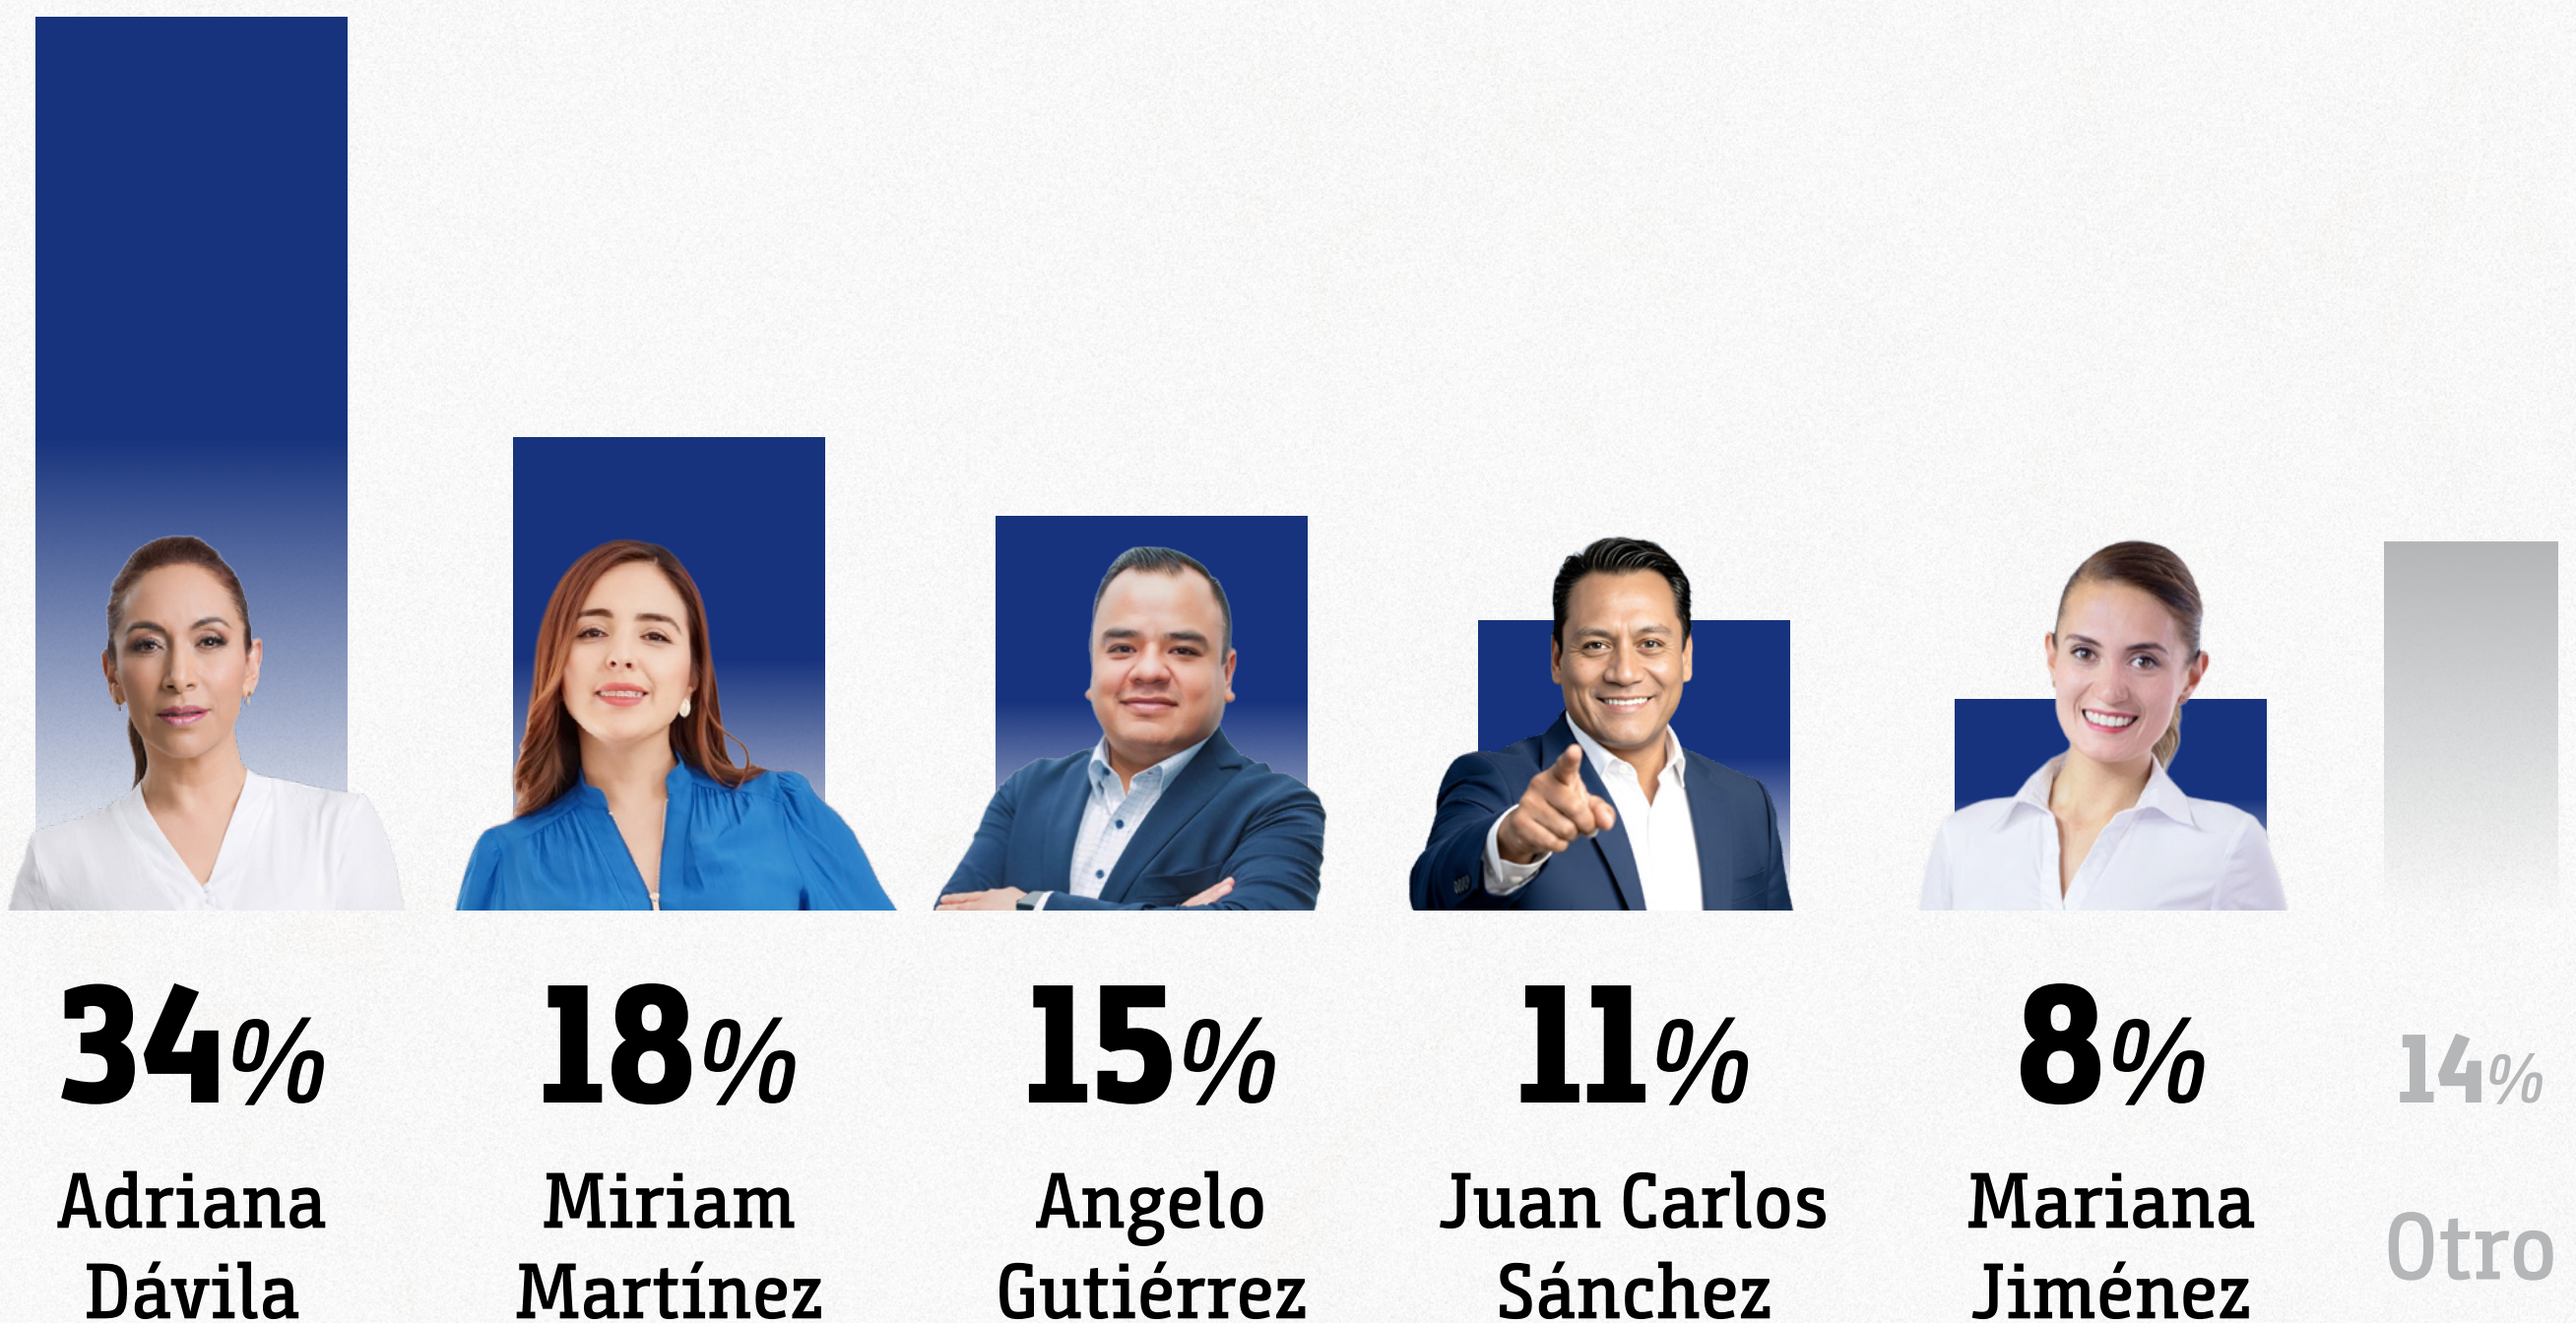 34%
Adriana
Dávila
18%
Miriam
Martínez
15%
Angelo
Gutiérrez
11%
Juan Carlos
Sánchez
8%
Mariana
Jiménez
14%
Otro